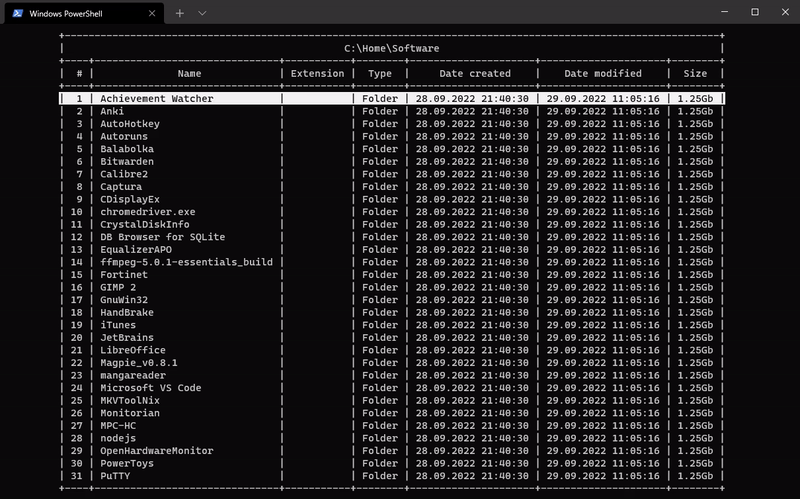 Windows PowerShell
C:\Home\Software
# | Name | Extension | Type | Date created | Date modified | Size
1 | Achievement Watcher | | Folder | 28.09.2022 21:40:30 | 29.09.2022 11:05:16 | 1.25Gb
2 | Anki | | Folder | 28.09.2022 21:40:30 | 29.09.2022 11:05:16 | 1.25Gb
3 | AutoHotkey | | Folder | 28.09.2022 21:40:30 | 29.09.2022 11:05:16 | 1.25Gb
4 | Autoruns | | Folder | 28.09.2022 21:40:30 | 29.09.2022 11:05:16 | 1.25Gb
5 | Balabolka | | Folder | 28.09.2022 21:40:30 | 29.09.2022 11:05:16 | 1.25Gb
6 | Bitwarden | | Folder | 28.09.2022 21:40:30 | 29.09.2022 11:05:16 | 1.25Gb
7 | Calibre2 | | Folder | 28.09.2022 21:40:30 | 29.09.2022 11:05:16 | 1.25Gb
8 | Captura | | Folder | 28.09.2022 21:40:30 | 29.09.2022 11:05:16 | 1.25Gb
9 | CDisplayEx | | Folder | 28.09.2022 21:40:30 | 29.09.2022 11:05:16 | 1.25Gb
10 | chromedriver.exe | | Folder | 28.09.2022 21:40:30 | 29.09.2022 11:05:16 | 1.25Gb
11 | CrystalDiskInfo | | Folder | 28.09.2022 21:40:30 | 29.09.2022 11:05:16 | 1.25Gb
12 | DB Browser for SQLite | | Folder | 28.09.2022 21:40:30 | 29.09.2022 11:05:16 | 1.25Gb
13 | EqualizerAPO | | Folder | 28.09.2022 21:40:30 | 29.09.2022 11:05:16 | 1.25Gb
14 | ffmpeg-5.0.1-essentials_build | | Folder | 28.09.2022 21:40:30 | 29.09.2022 11:05:16 | 1.25Gb
15 | Fortinet | | Folder | 28.09.2022 21:40:30 | 29.09.2022 11:05:16 | 1.25Gb
16 | GIMP 2 | | Folder | 28.09.2022 21:40:30 | 29.09.2022 11:05:16 | 1.25Gb
17 | GnuWin32 | | Folder | 28.09.2022 21:40:30 | 29.09.2022 11:05:16 | 1.25Gb
18 | HandBrake | | Folder | 28.09.2022 21:40:30 | 29.09.2022 11:05:16 | 1.25Gb
19 | iTunes | | Folder | 28.09.2022 21:40:30 | 29.09.2022 11:05:16 | 1.25Gb
20 | JetBrains | | Folder | 28.09.2022 21:40:30 | 29.09.2022 11:05:16 | 1.25Gb
21 | LibreOffice | | Folder | 28.09.2022 21:40:30 | 29.09.2022 11:05:16 | 1.25Gb
22 | Magpie_v0.8.1 | | Folder | 28.09.2022 21:40:30 | 29.09.2022 11:05:16 | 1.25Gb
23 | mangareader | | Folder | 28.09.2022 21:40:30 | 29.09.2022 11:05:16 | 1.25Gb
24 | Microsoft VS Code | | Folder | 28.09.2022 21:40:30 | 29.09.2022 11:05:16 | 1.25Gb
25 | MKVToolNix | | Folder | 28.09.2022 21:40:30 | 29.09.2022 11:05:16 | 1.25Gb
26 | Monitorian | | Folder | 28.09.2022 21:40:30 | 29.09.2022 11:05:16 | 1.25Gb
27 | MPC-HC | | Folder | 28.09.2022 21:40:30 | 29.09.2022 11:05:16 | 1.25Gb
28 | nodejs | | Folder | 28.09.2022 21:40:30 | 29.09.2022 11:05:16 | 1.25Gb
29 | OpenHardwareMonitor | | Folder | 28.09.2022 21:40:30 | 29.09.2022 11:05:16 | 1.25Gb
30 | PowerToys | | Folder | 28.09.2022 21:40:30 | 29.09.2022 11:05:16 | 1.25Gb
31 | PuTTY | | Folder | 28.09.2022 21:40:30 | 29.09.2022 11:05:16 | 1.25Gb